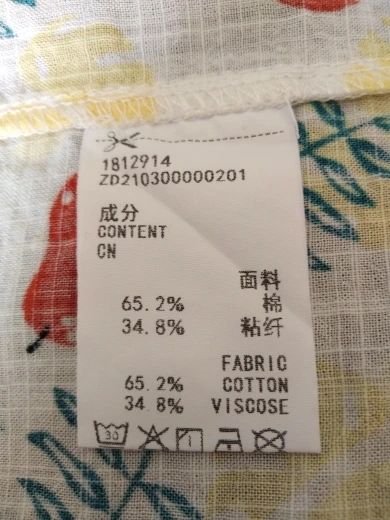 1812914
ZD210300000201
成分
CONTENT
CN
面料
65.2% 棉
34.8% 粘纤
FABRIC
65.2% COTTON
34.8% VISCOSE
30